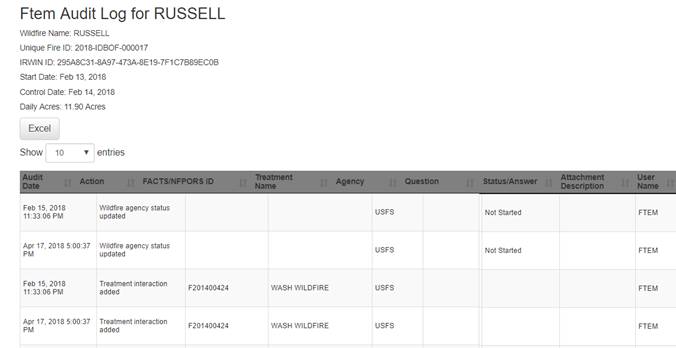 Ftem Audit Log for RUSSELL
Wildfire Name: RUSSELL
Unique Fire ID: 2018-IDBOF-000017
IRWIN ID: 295A8C31-8A97-473A-8E19-7F1C7B89EC0B
Start Date: Feb 13, 2018
Control Date: Feb 14, 2018
Daily Acres: 11.90 Acres
Excel
Show 10 entries
Audit Date Action FACTS/NFPORS ID Treatment Name Agency Question Status/Answer Attachment Description User Name
Feb 15, 2018 11:33:06 PM Wildfire agency status updated USFS Not Started FTEM
Apr 17, 2018 5:00:37 PM Wildfire agency status updated USFS Not Started FTEM
Feb 15, 2018 11:33:06 PM Treatment interaction added F201400424 WASH WILDFIRE USFS FTEM
Apr 17, 2018 5:00:37 PM Treatment interaction added F201400424 WASH WILDFIRE USFS FTEM